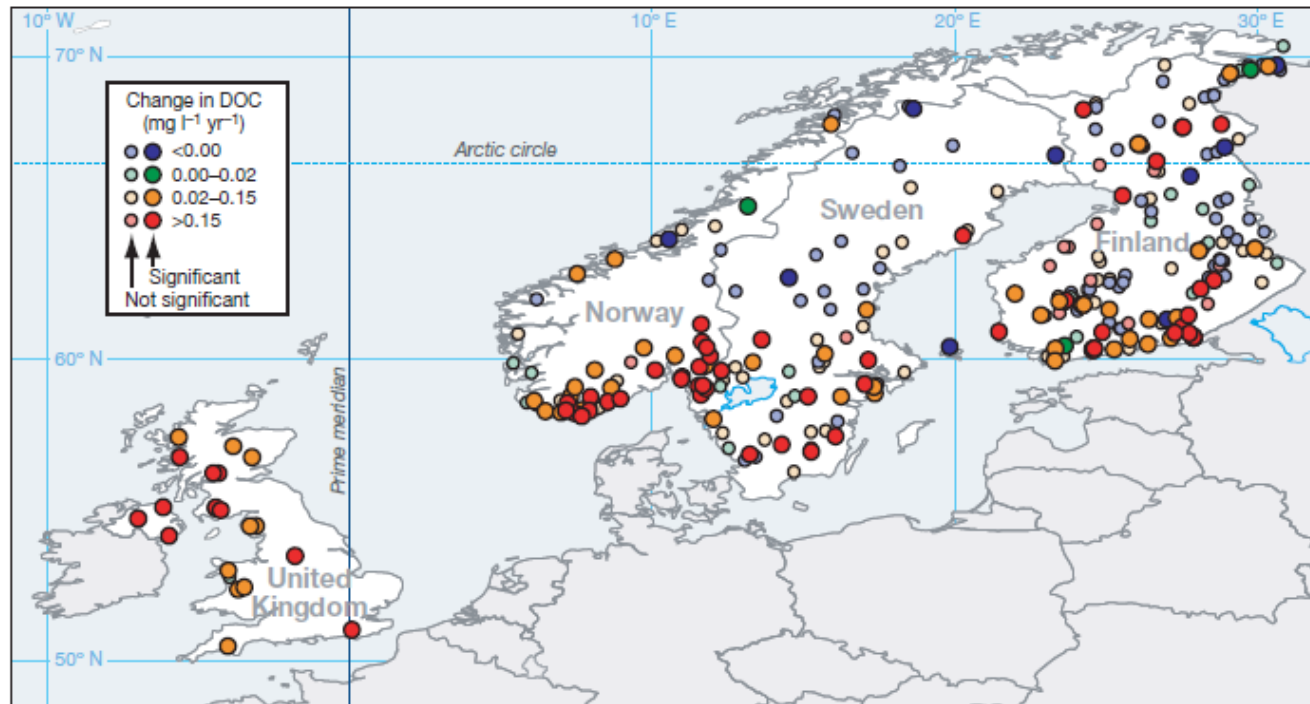 10° W
10° E
20° E
30° E
70° N
Change in DOC
(mg l⁻¹ yr⁻¹)
<0.00
0.00–0.02
0.02–0.15
>0.15
Significant
Not significant
Arctic circle
Sweden
Finland
Norway
60° N
Prime meridian
United
Kingdom
50° N